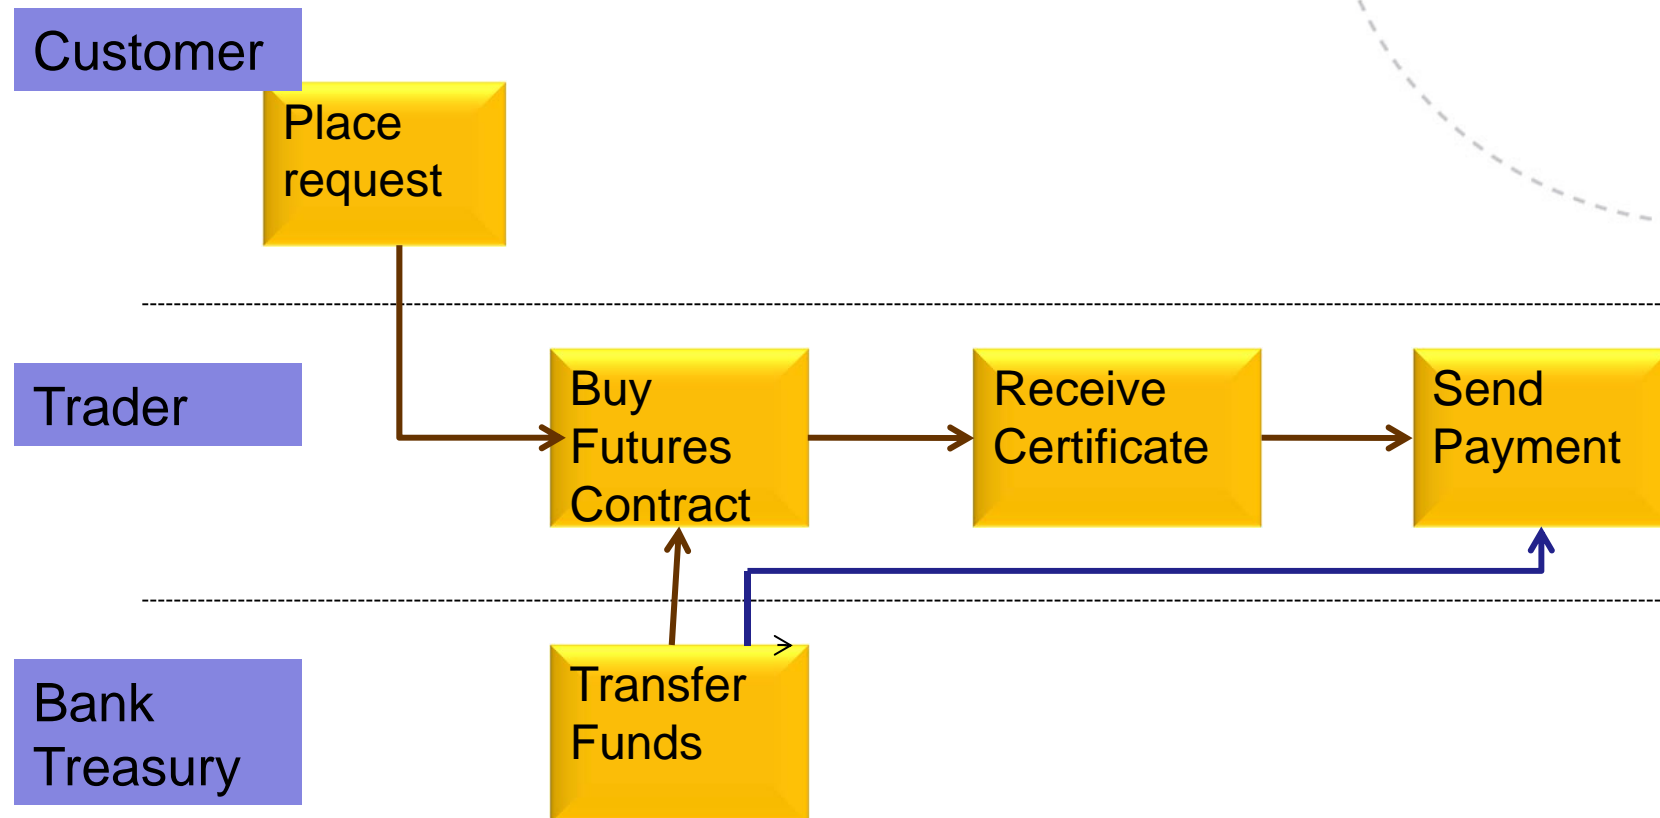 Customer
Place
request
Trader
Buy
Futures
Contract
Receive
Certificate
Send
Payment
Bank
Treasury
Transfer
Funds